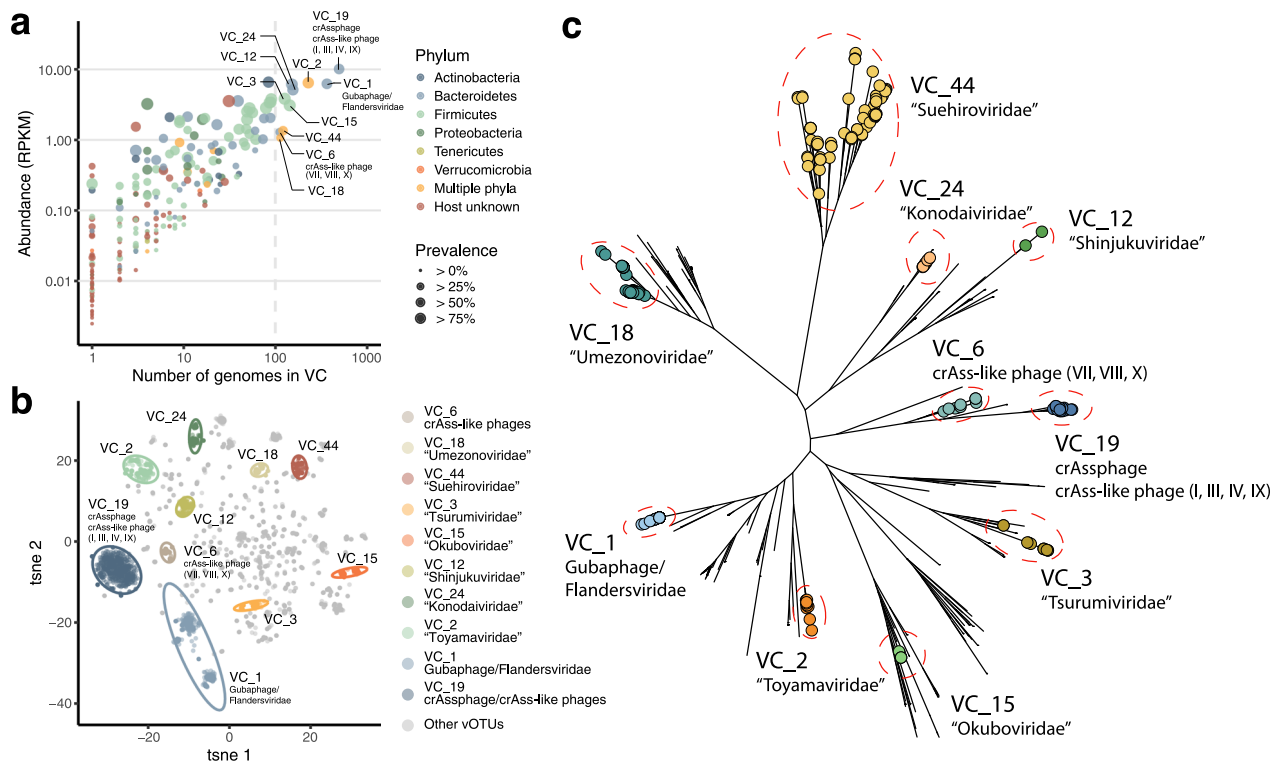 a
VC_19
crAssphage
crAss-like phage
(I, III, IV, IX)
VC_24
VC_12
VC_2
VC_3
VC_1
Gubaphage/
Flandersviridae
VC_15
VC_44
VC_6
crAss-like phage
(VII, VIII, X)
VC_18
10.00
1.00
0.10
0.01
Abundance (RPKM)
1
10
100
1000
Number of genomes in VC
Phylum
Actinobacteria
Bacteroidetes
Firmicutes
Proteobacteria
Tenericutes
Verrucomicrobia
Multiple phyla
Host unknown
Prevalence
> 0%
> 25%
> 50%
> 75%
b
VC_24
VC_2
VC_18
VC_44
VC_19
crAssphage
crAss-like phage
(I, III, IV, IX)
VC_12
VC_6
crAss-like phage
(VII, VIII, X)
VC_15
VC_3
VC_1
Gubaphage/
Flandersviridae
20
0
−20
−40
tsne 2
−20
0
20
tsne 1
VC_6
crAss-like phages
VC_18
“Umezonoviridae”
VC_44
“Suehiroviridae”
VC_3
“Tsurumiviridae”
VC_15
“Okuboviridae”
VC_12
“Shinjukuviridae”
VC_24
“Konodaiviridae”
VC_2
“Toyamaviridae”
VC_1
Gubaphage/Flandersviridae
VC_19
crAssphage/crAss-like phages
Other vOTUs
c
VC_44
“Suehiroviridae”
VC_24
“Konodaiviridae”
VC_12
“Shinjukuviridae”
VC_18
“Umezonoviridae”
VC_6
crAss-like phage (VII, VIII, X)
VC_19
crAssphage
crAss-like phage (I, III, IV, IX)
VC_1
Gubaphage/
Flandersviridae
VC_3
“Tsurumiviridae”
VC_2
“Toyamaviridae”
VC_15
“Okuboviridae”